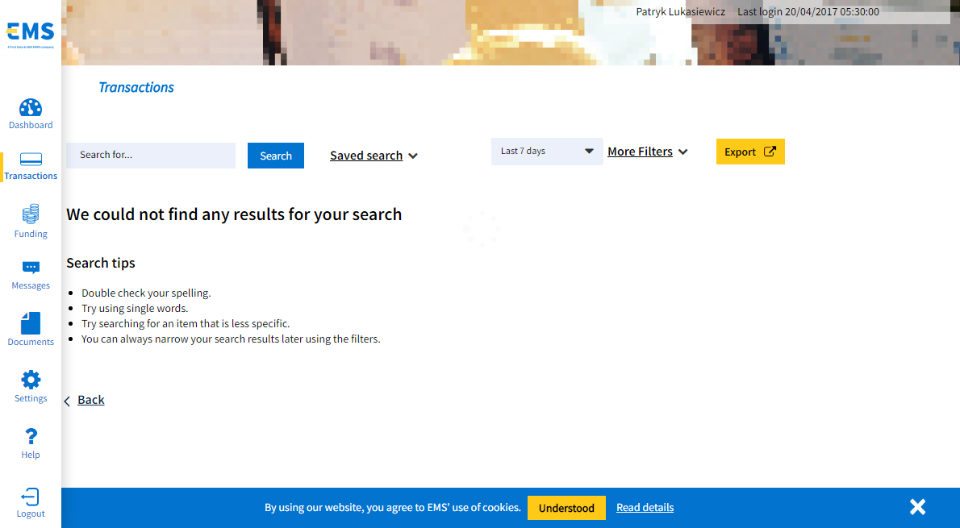 Patryk Lukasiewicz Last login 20/04/2017 05:30:00
EMS
Transactions
Dashboard
Search for...
Search
Saved search
Last 7 days
More Filters
Export
Transactions
We could not find any results for your search
Funding
Search tips
Messages
Double check your spelling.
Try using single words.
Try searching for an item that is less specific.
You can always narrow your search results later using the filters.
Documents
Settings
Back
Help
Logout
By using our website, you agree to EMS' use of cookies.
Understood
Read details